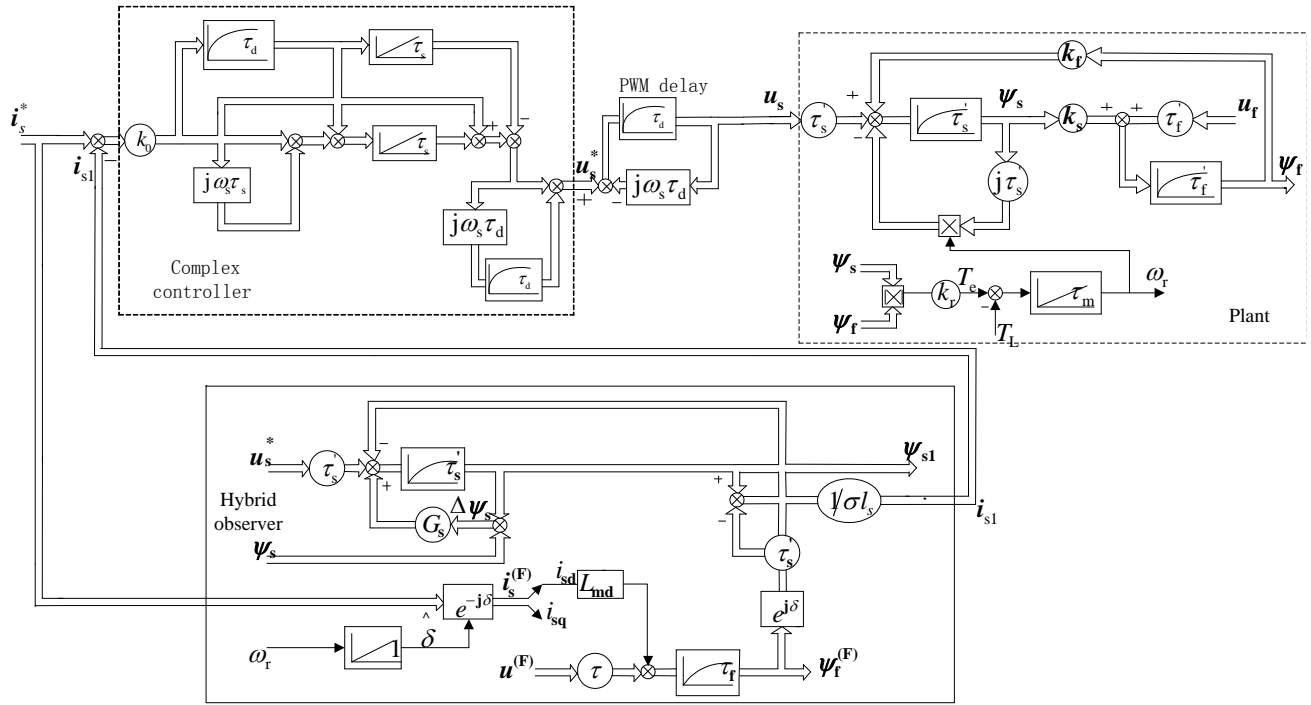 i_s^*
i_s1
k_0
τ_d
τ_s
jω_sτ_s
τ_s
jω_sτ_d
τ_d
Complex
controller
u_s^*
PWM delay
τ_d
jω_sτ_d
u_s
τ_s'
k_f
τ_s'
ψ_s
k_s
τ_f'
u_f
jτ_s'
τ_f'
ψ_f
ψ_s
ψ_f
k_r
T_e
T_L
τ_m
ω_r
Plant
u_s^*
τ_s'
τ_s'
ψ_s1
Hybrid
observer
G_s
Δψ_s
ψ_s
1/σl_s
i_s1
τ_s'
e^jδ
i_s^(F)
i_sd
L_md
i_sq
e^-jδ
ω_r
1
δ^
u^(F)
τ
τ_f
ψ_f^(F)